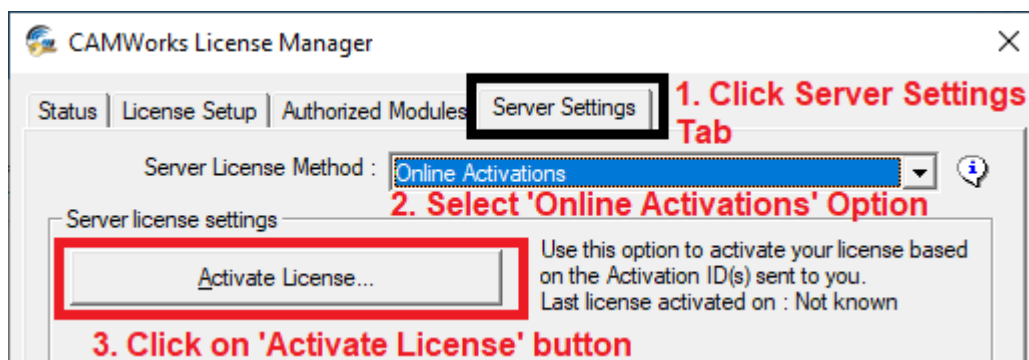 CAMWorks License Manager
Status License Setup Authorized Modules Server Settings
1. Click Server Settings
Tab
Server License Method : Online Activations
2. Select 'Online Activations' Option
Server license settings
Activate License...
Use this option to activate your license based
on the Activation ID(s) sent to you.
Last license activated on : Not known
3. Click on 'Activate License' button